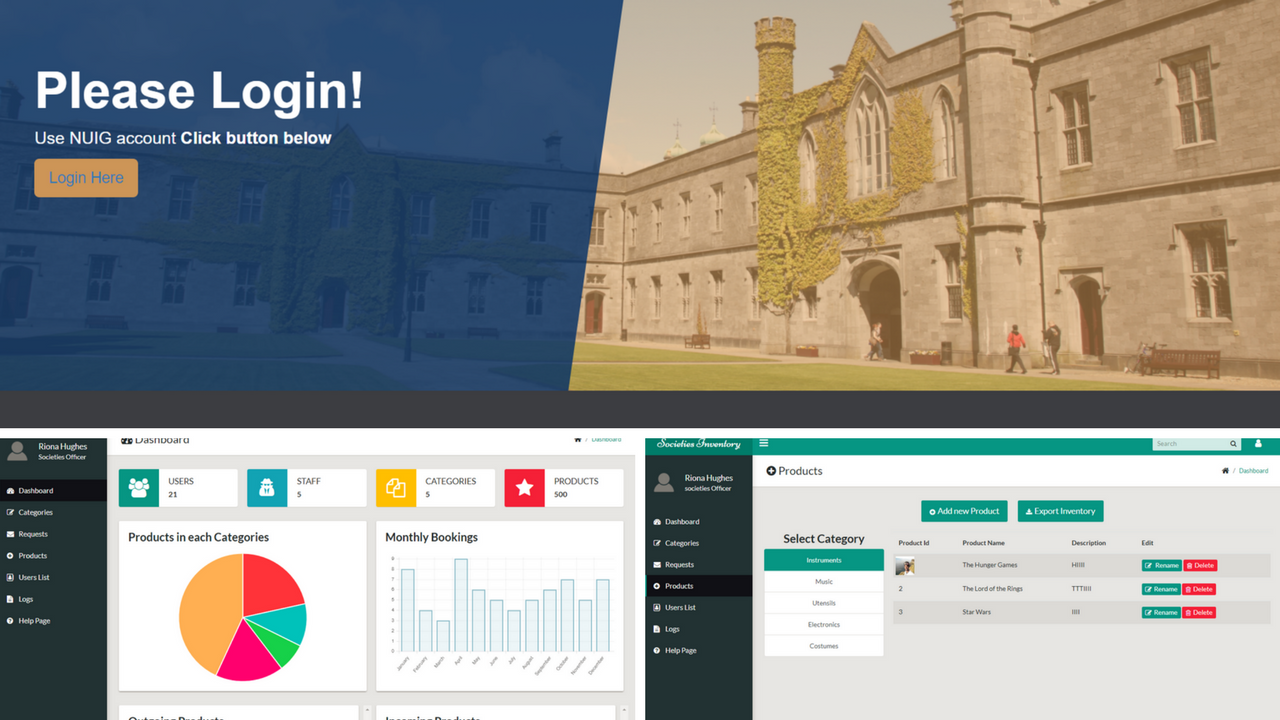 Please Login!
Use NUIG account Click button below
Login Here
Riona Hughes
Societies Officer
Dashboard
Categories
Requests
Products
Users List
Logs
Help Page
Dashboard
/ Dashboard
USERS
21
STAFF
5
CATEGORIES
5
PRODUCTS
500
Products in each Categories
Monthly Bookings
9
8
7
6
5
4
3
2
1
0
January
February
March
April
May
June
July
August
September
October
November
December
Outgoing Products
Incoming Products
Societies Inventory
Search
Riona Hughes
societies Officer
Dashboard
Categories
Requests
Products
Users List
Logs
Help Page
Products
/ Dashboard
Add new Product
Export Inventory
Select Category
Instruments
Music
Utensils
Electronics
Costumes
Product Id Product Name Description Edit
The Hunger Games HIIII Rename Delete
2 The Lord of the Rings TTTIIII Rename Delete
3 Star Wars IIII Rename Delete